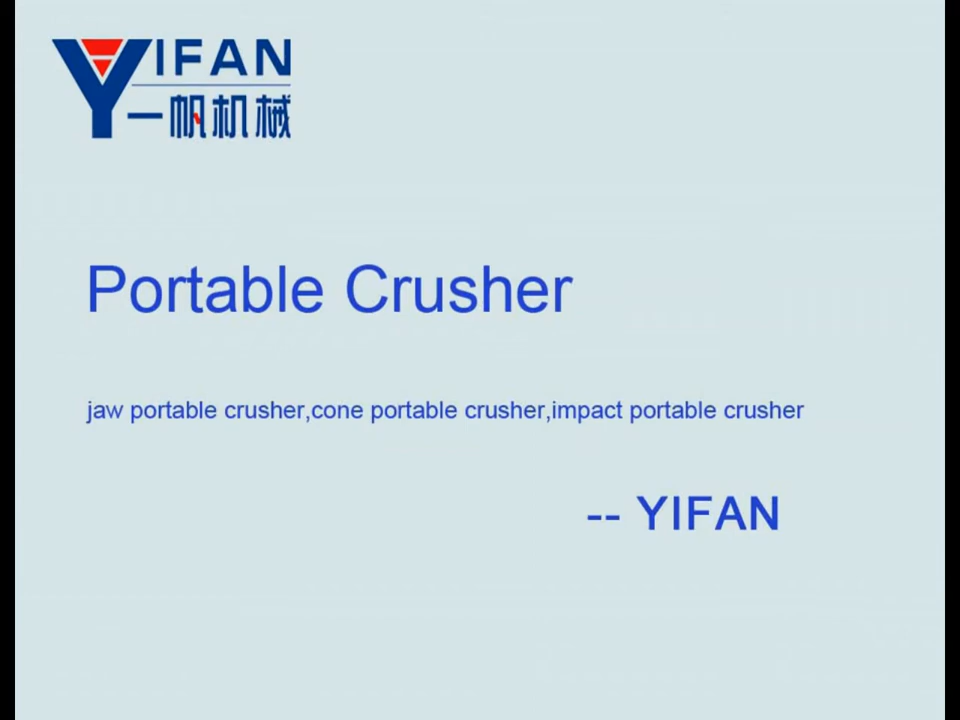 YIFAN
一帆机械
Portable Crusher
jaw portable crusher,cone portable crusher,impact portable crusher
-- YIFAN